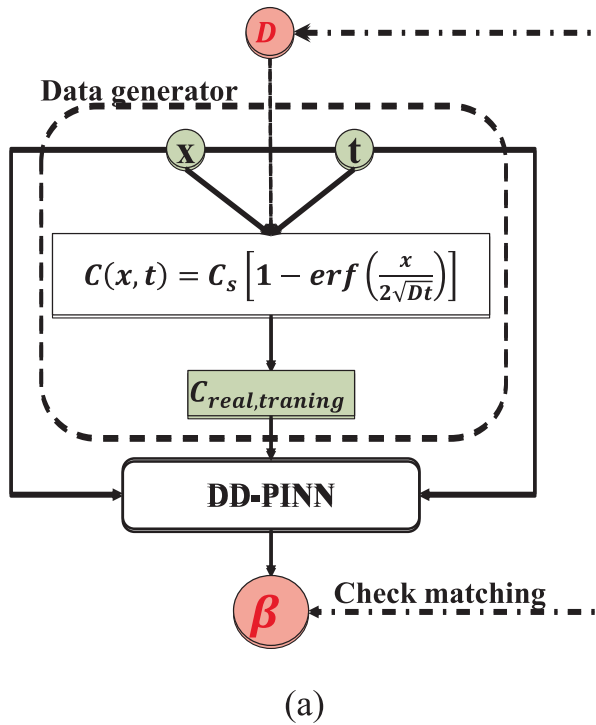 D
Data generator
x t
C(x, t) = C_s [1 − erf (x / 2√Dt)]
C_real,traning
DD-PINN
Check matching
β
(a)